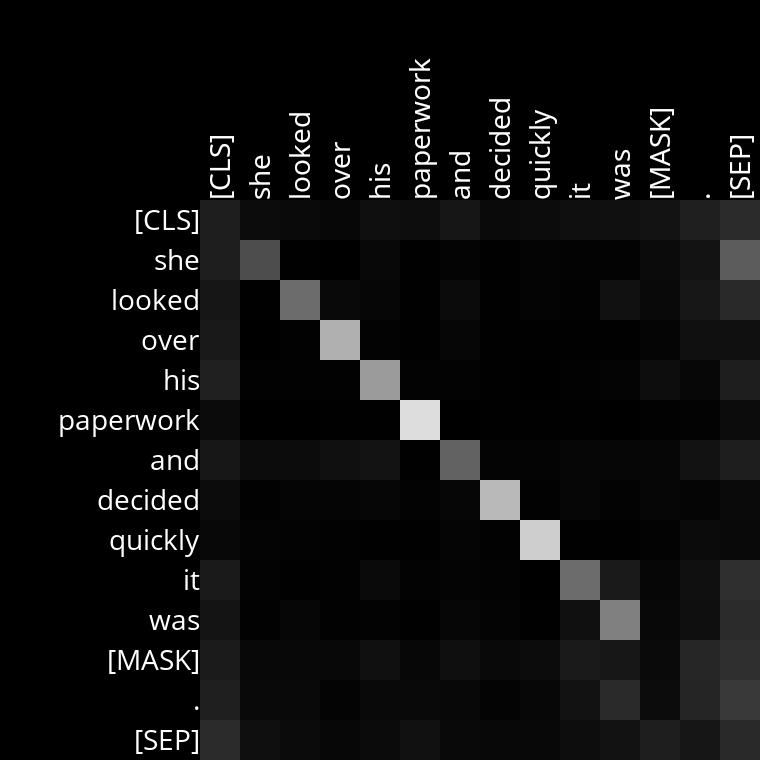 [CLS]
she
looked
over
his
paperwork
and
decided
quickly
it
was
[MASK]
.
[SEP]
[CLS]
she
looked
over
his
paperwork
and
decided
quickly
it
was
[MASK]
.
[SEP]